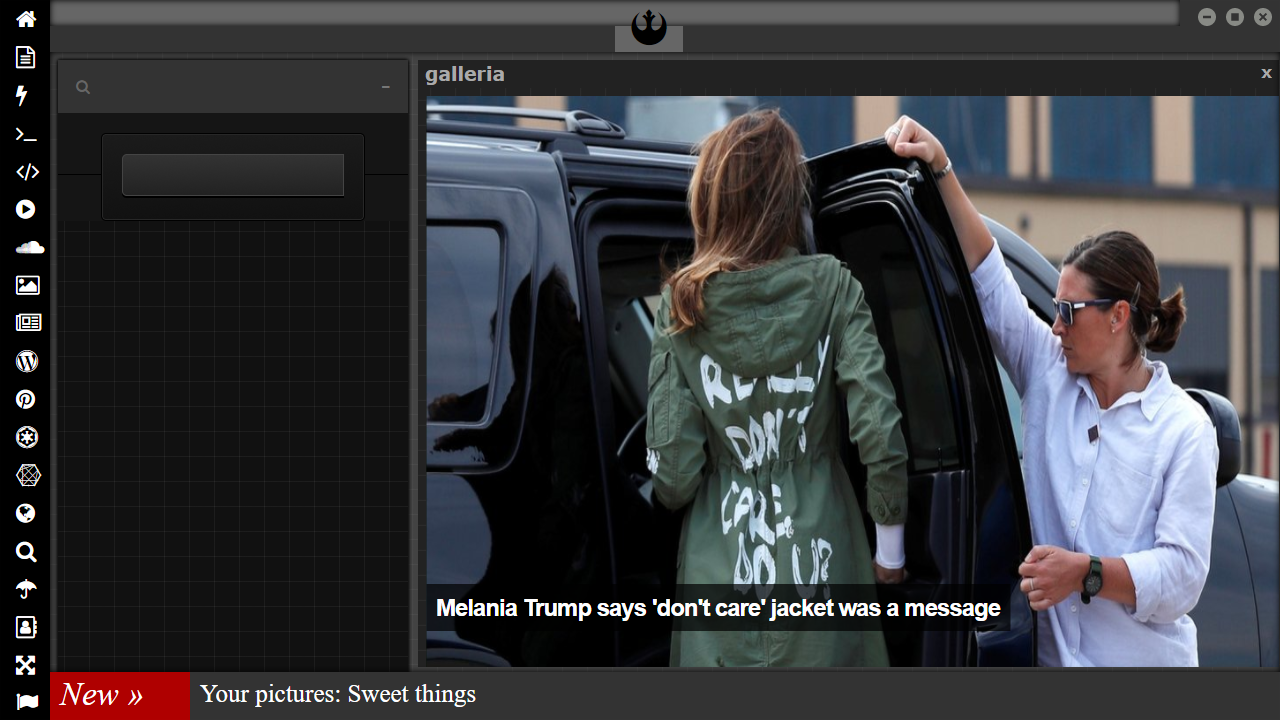 galleria
x
REALLY
DON'T
CARE,
DO U?
Melania Trump says 'don't care' jacket was a message
New »
Your pictures: Sweet things